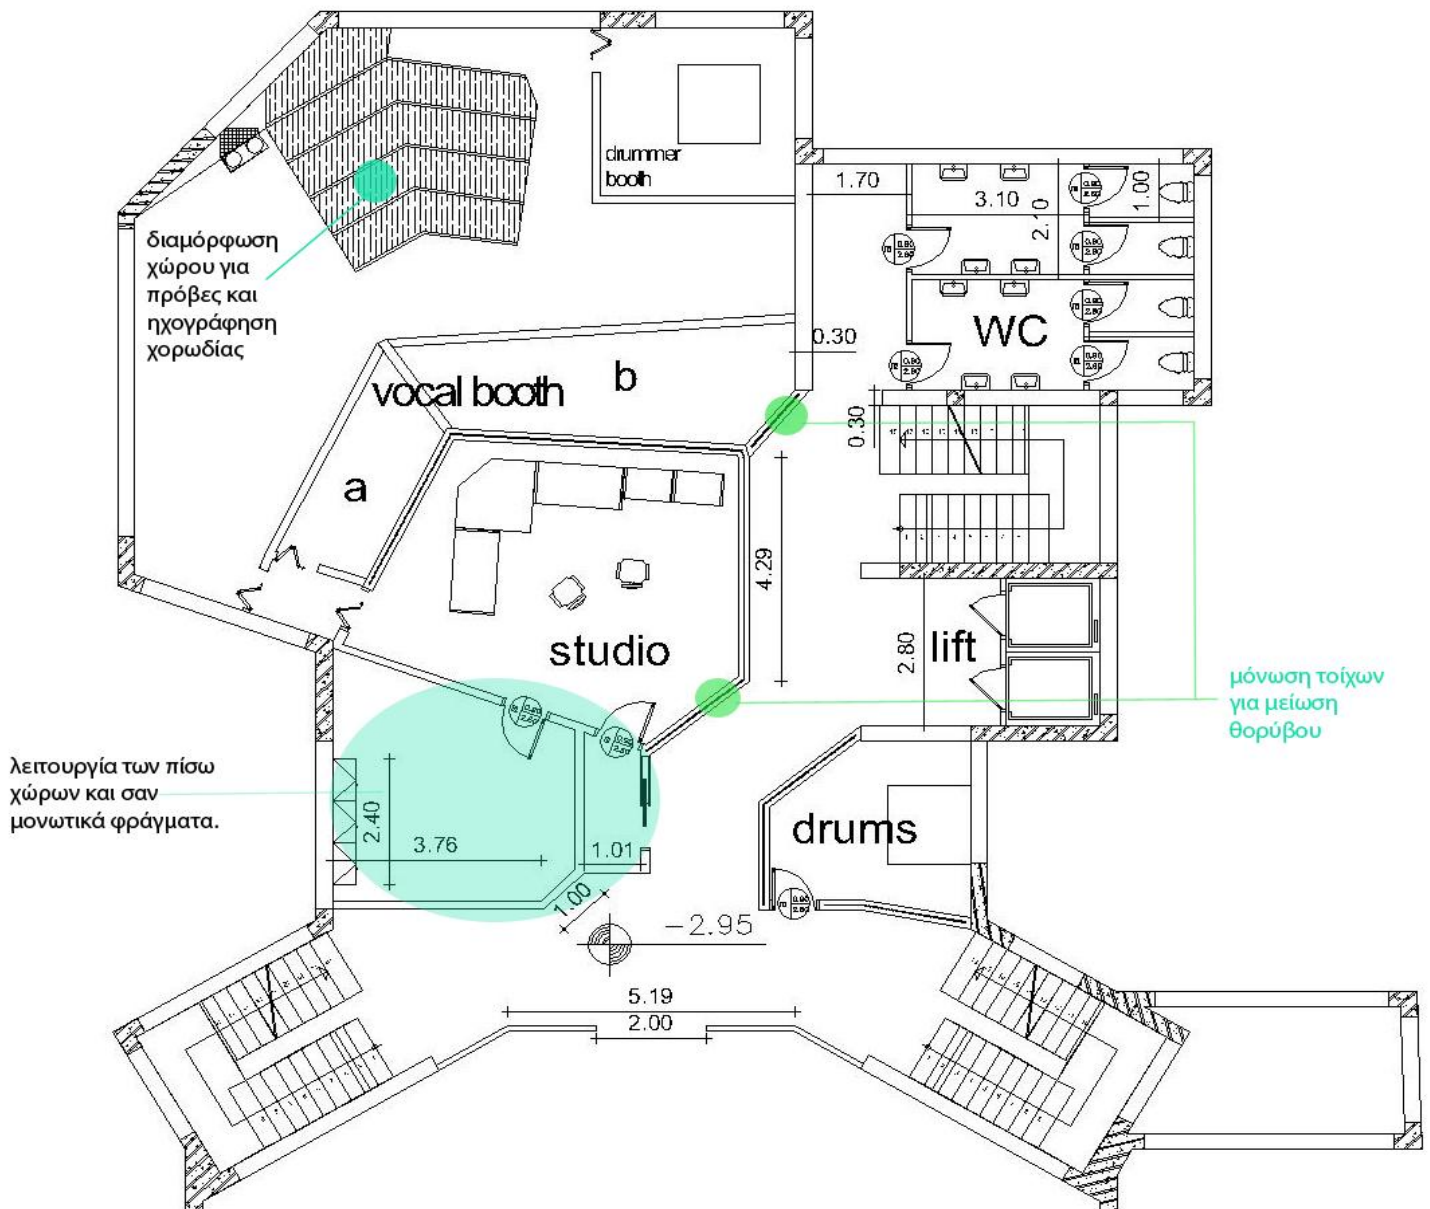 drummer
booth
1.70
3.10
2.10
1.00
διαμόρφωση
χώρου για
πρόβες και
ηχογράφηση
χορωδίας
WC
0.30
vocal booth
b
0.30
a
4.29
studio
2.80
lift
μόνωση τοίχων
για μείωση
θορύβου
λειτουργία των πίσω
χώρων και σαν
μονωτικά φράγματα.
2.40
3.76
1.01
drums
1.00
-2.95
5.19
2.00